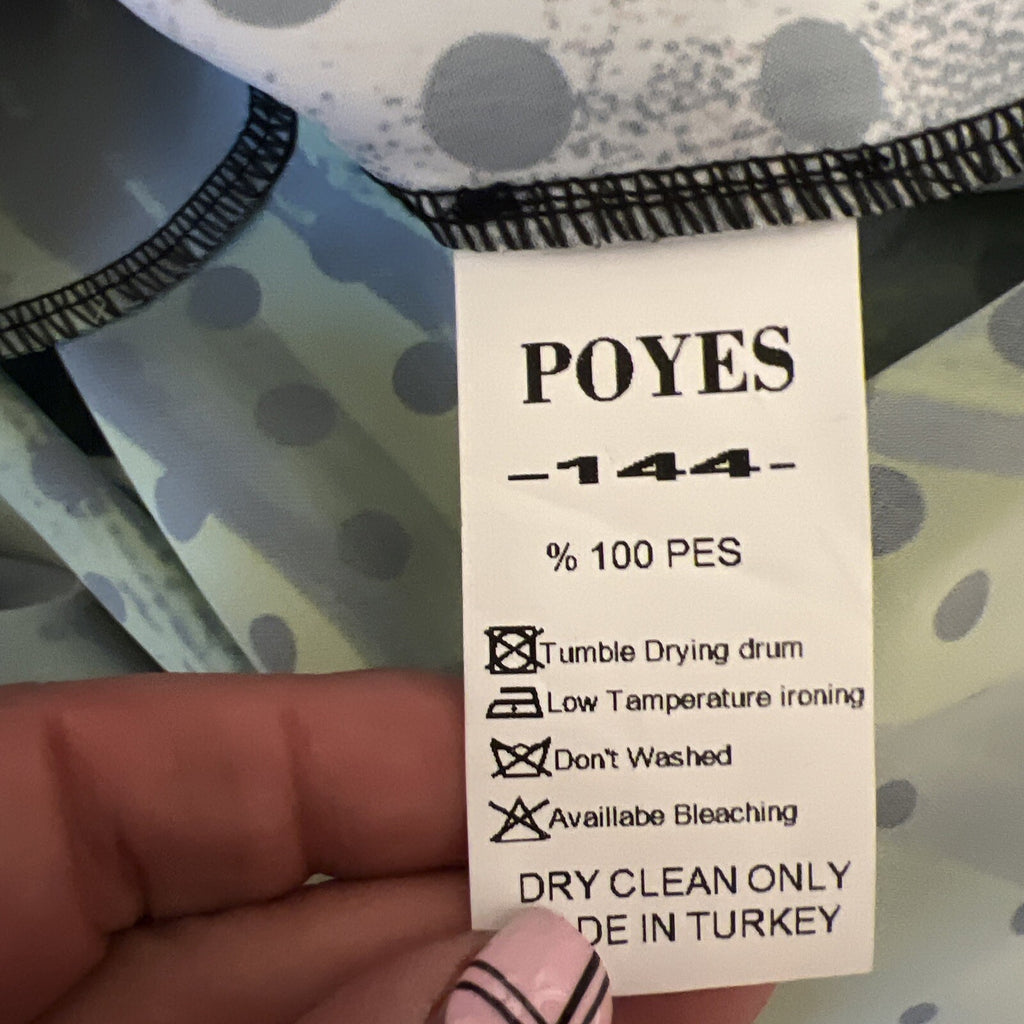 POYES
-144-
% 100 PES
Tumble Drying drum
Low Tamperature ironing
Don't Washed
Availlabe Bleaching
DRY CLEAN ONLY
DE IN TURKEY